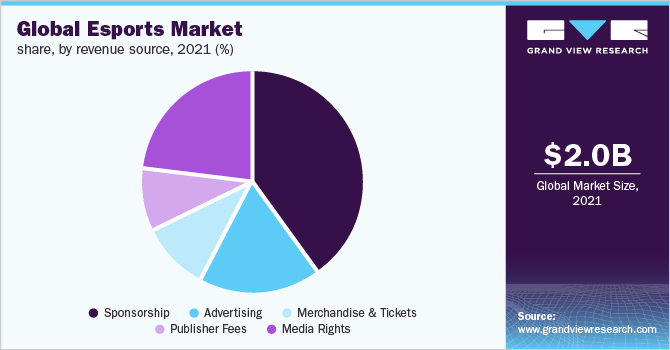 Global Esports Market
share, by revenue source, 2021 (%)
Sponsorship
Advertising
Merchandise & Tickets
Publisher Fees
Media Rights
GRAND VIEW RESEARCH
$2.0B
Global Market Size,
2021
Source:
www.grandviewresearch.com